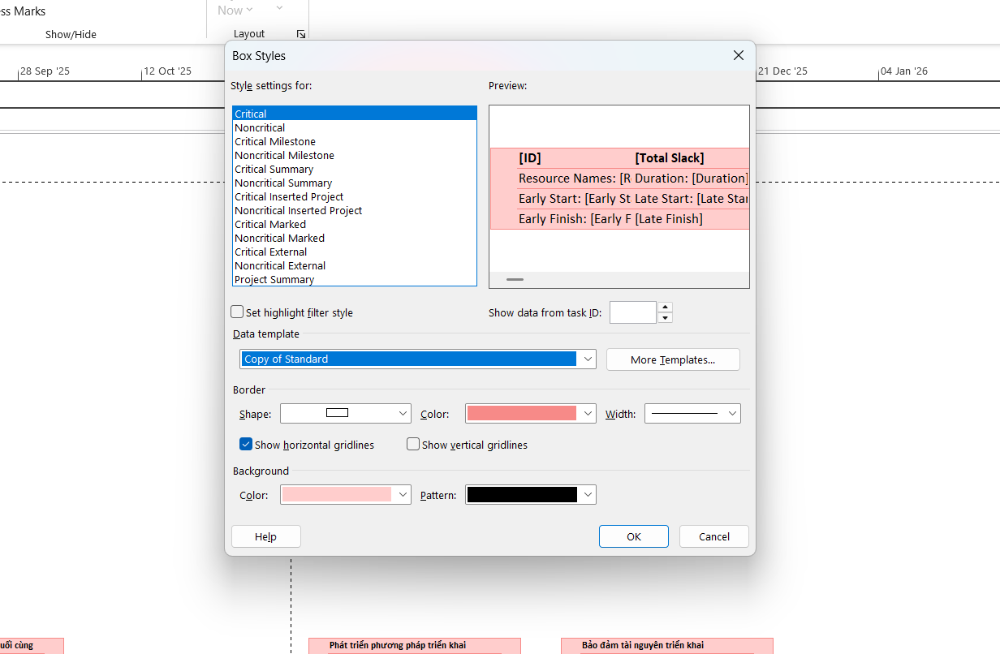 ess Marks
Now
Show/Hide
Layout
28 Sep '25
12 Oct '25
21 Dec '25
04 Jan '26
Box Styles
Style settings for:
Preview:
Critical
Noncritical
Critical Milestone
Noncritical Milestone
Critical Summary
Noncritical Summary
Critical Inserted Project
Noncritical Inserted Project
Critical Marked
Noncritical Marked
Critical External
Noncritical External
Project Summary
[ID] [Total Slack]
Resource Names: [R Duration: [Duration]
Early Start: [Early St Late Start: [Late Star
Early Finish: [Early F [Late Finish]
Set highlight filter style
Show data from task ID:
Data template
Copy of Standard
More Templates...
Border
Shape:
Color:
Width:
Show horizontal gridlines
Show vertical gridlines
Background
Color:
Pattern:
Help
OK
Cancel
uối cùng
Phát triển phương pháp triển khai
Bảo đảm tài nguyên triển khai